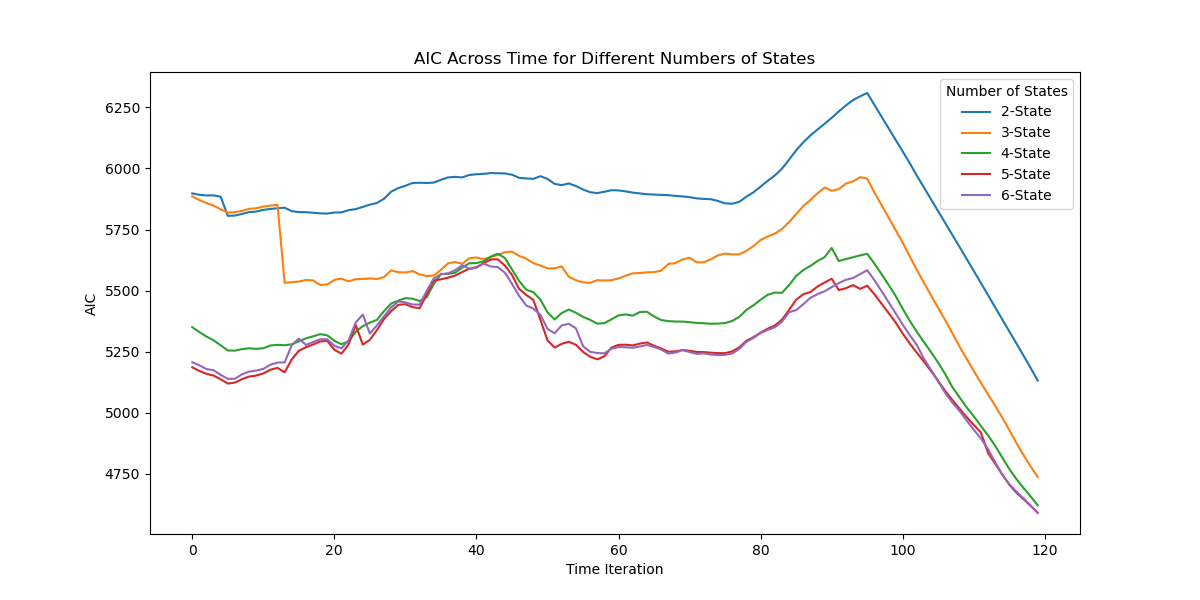 AIC Across Time for Different Numbers of States
Number of States
2-State
3-State
4-State
5-State
6-State
6250
6000
5750
5500
5250
5000
4750
AIC
0 20 40 60 80 100 120
Time Iteration